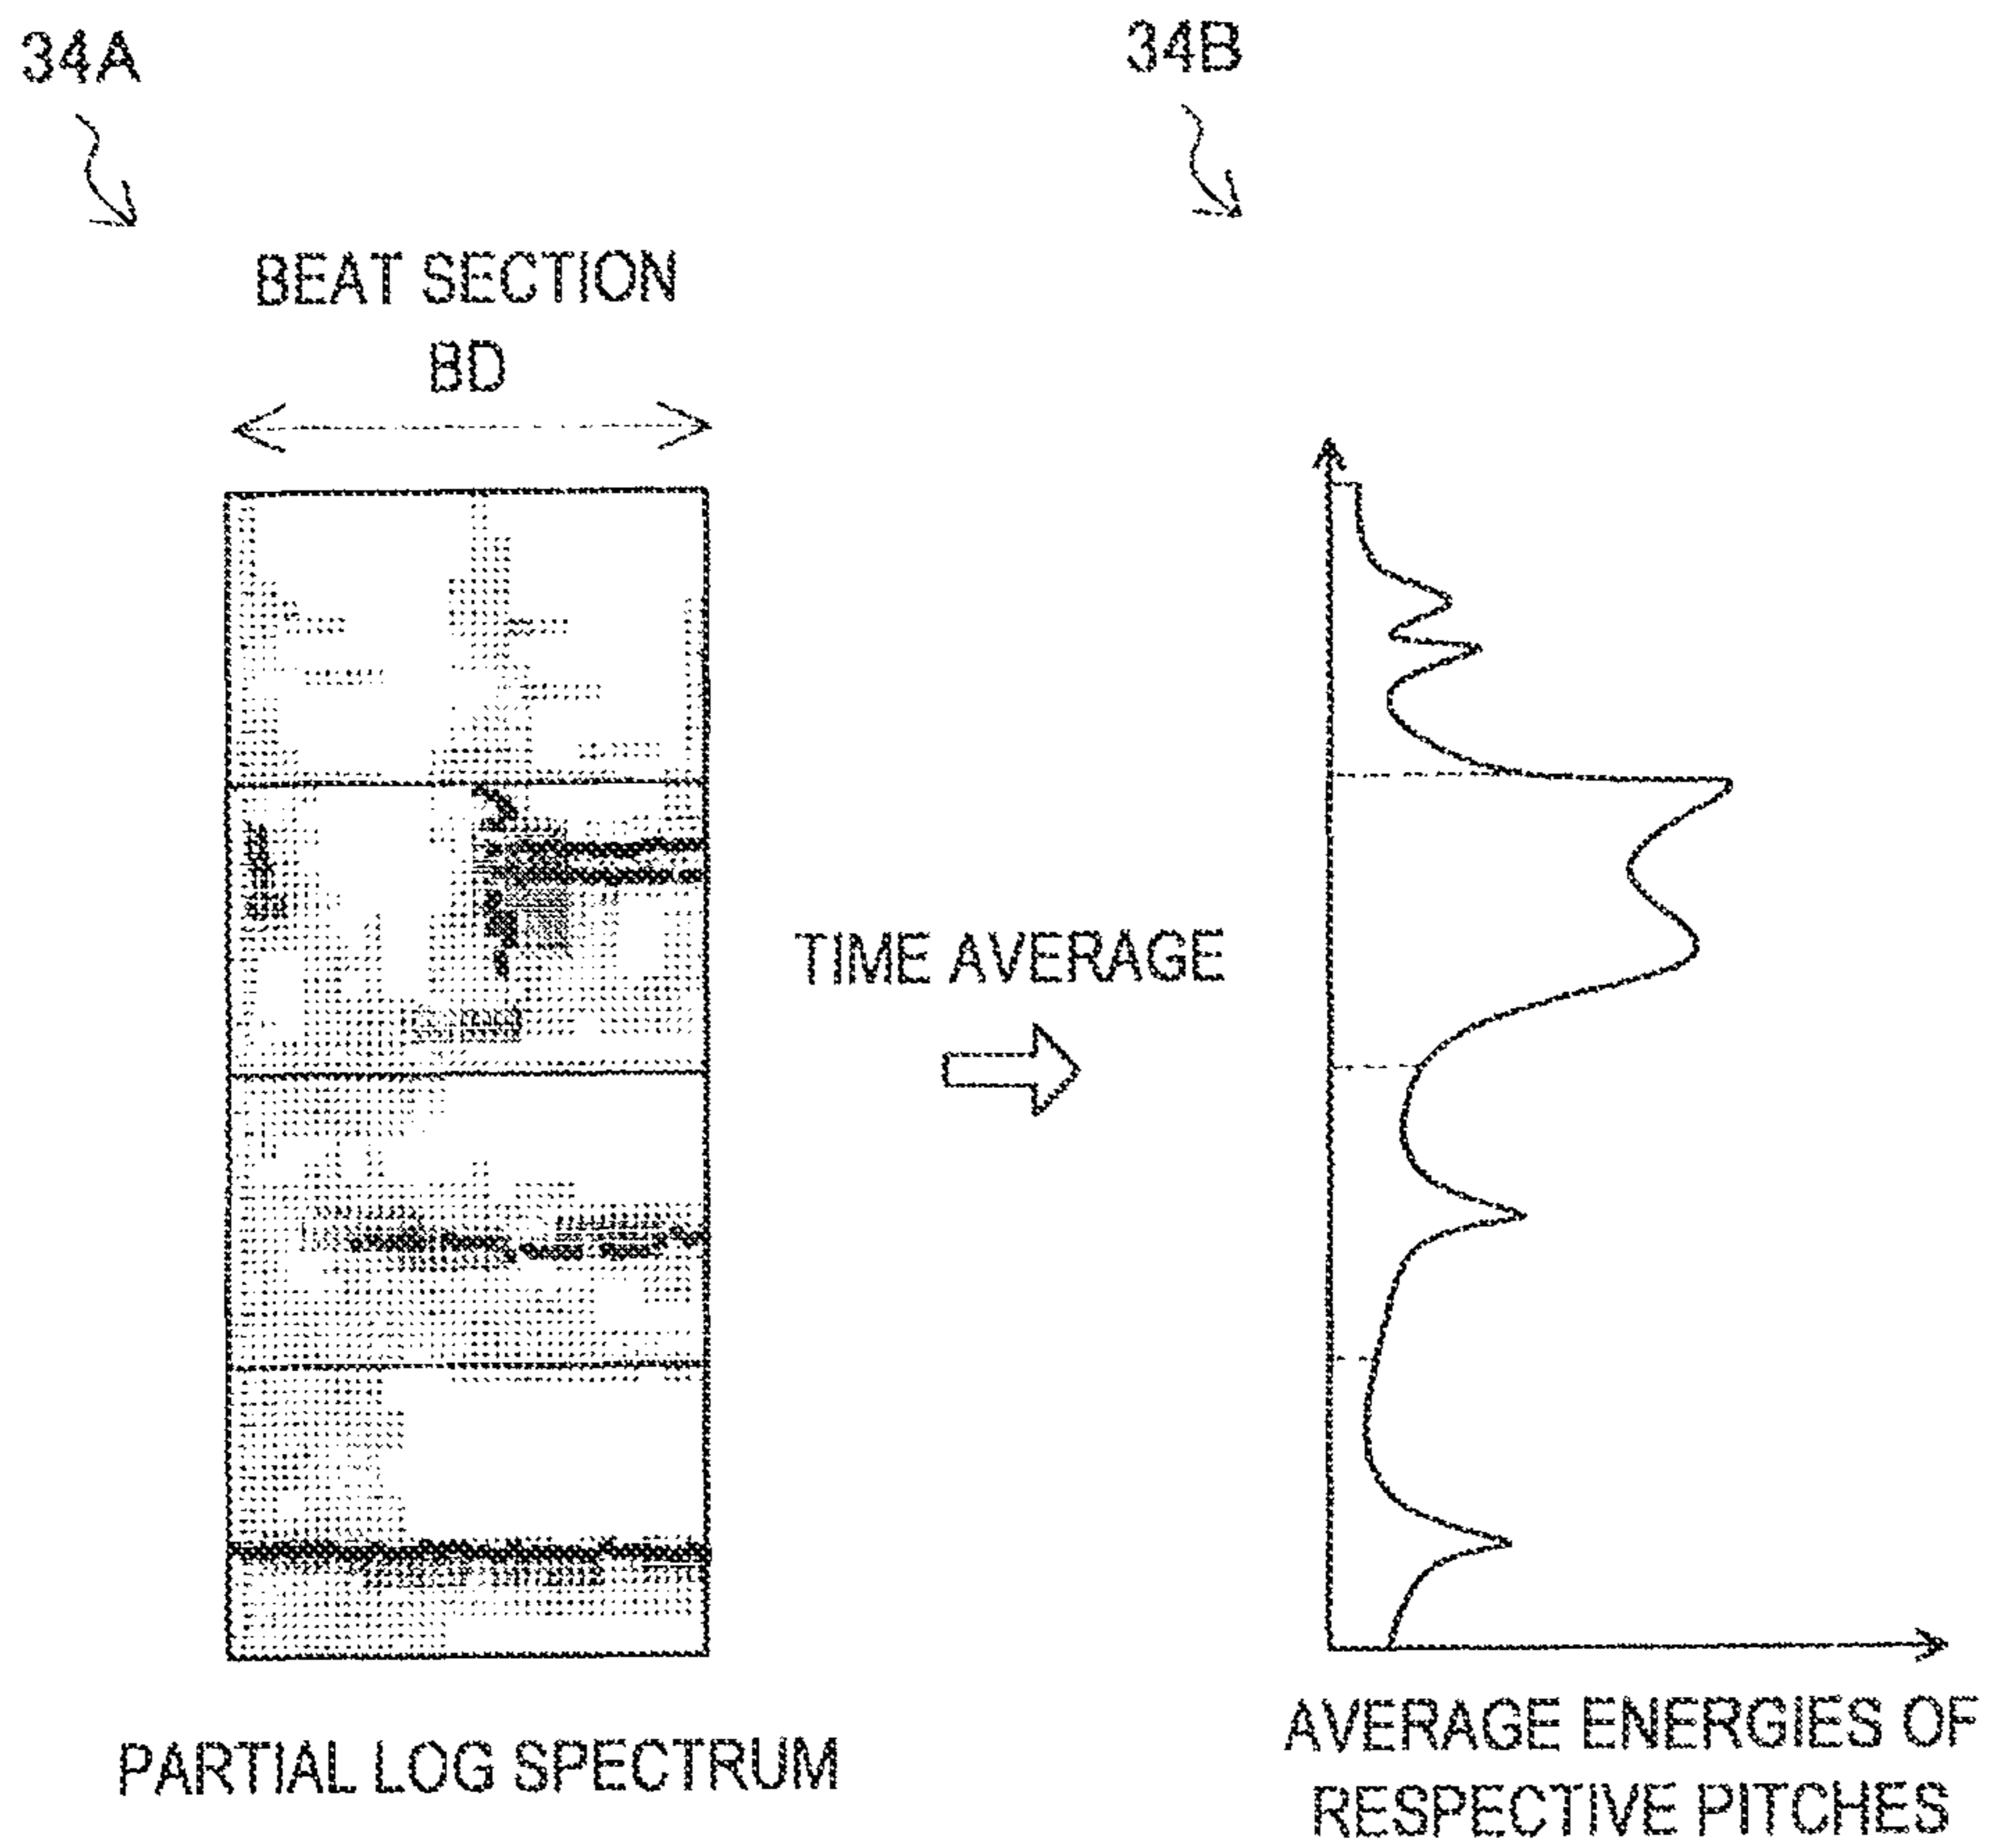 34A
34B
BEAT SECTION
BD
TIME AVERAGE
PARTIAL LOG SPECTRUM
AVERAGE ENERGIES OF
RESPECTIVE PITCHES